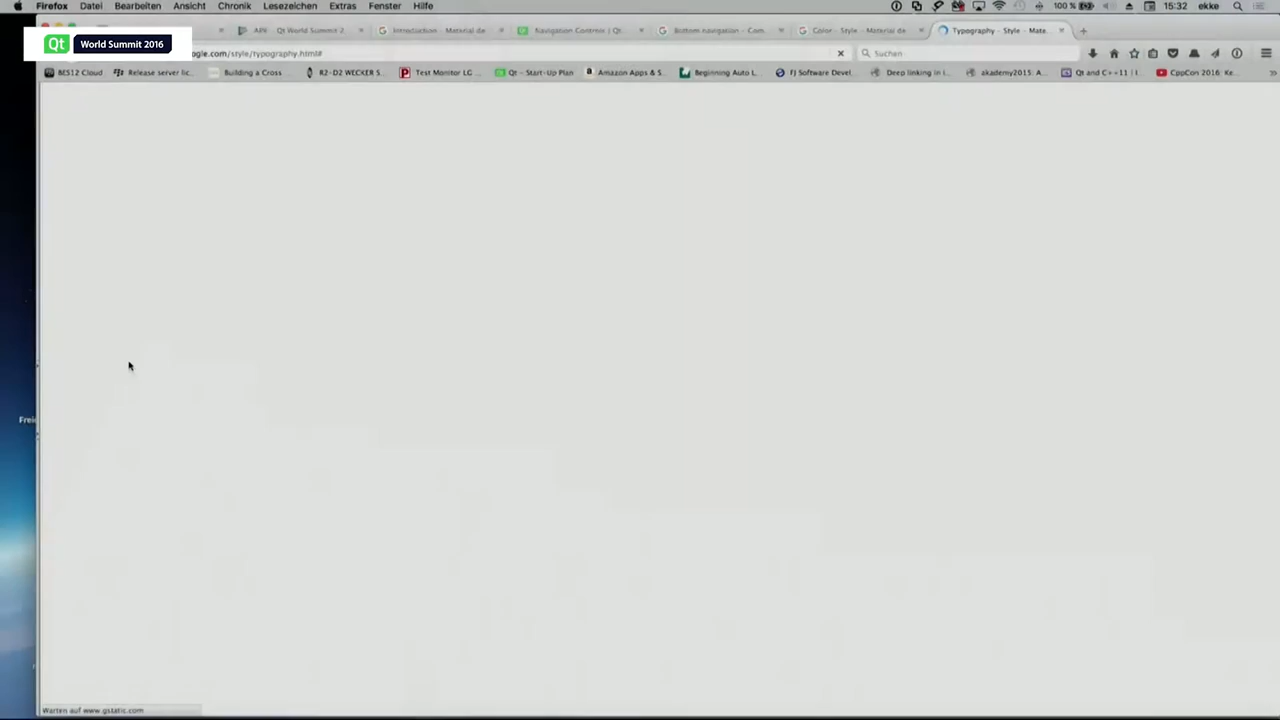 Firefox Datei Bearbeiten Ansicht Chronik Lesezeichen Extras Fenster Hilfe 100 % 15:32 ekke
Qt World Summit 2016
Qt World Summit 2 Introduction - Material de Navigation Controls | Qt Bottom navigation - Com Color - Style - Material de Typography - Style - Mate...
ogle.com/style/typography.html# Suchen
BES12 Cloud Release server lic... Building a Cross R2-D2 WECKER S... Test Monitor LG ... Qt - Start-Up Plan Amazon Apps & S... Beginning Auto L... FJ Software Devel... Deep linking in i... akademy2015: A... Qt and C++11 | I... CppCon 2016: Ke...
Warten auf www.gstatic.com